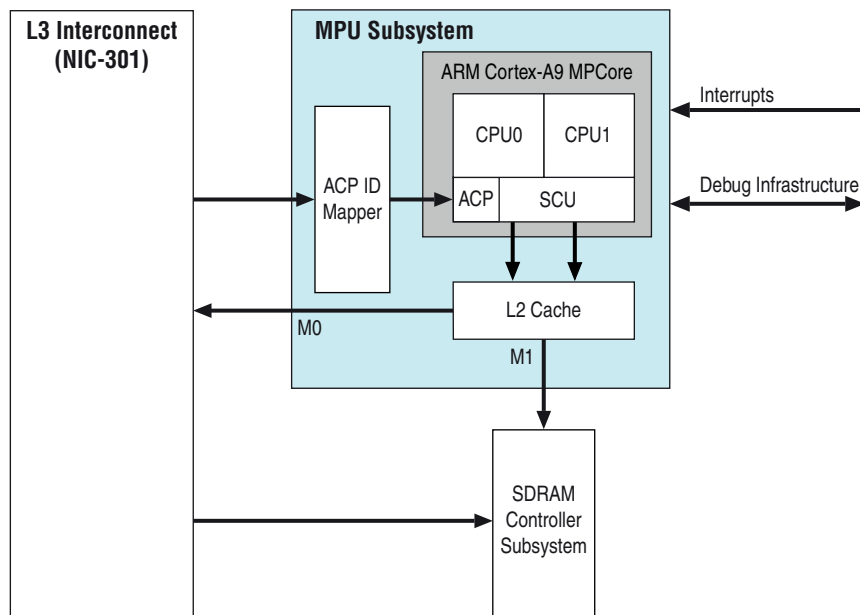 L3 Interconnect
(NIC-301)
MPU Subsystem
ARM Cortex-A9 MPCore
CPU0
CPU1
Interrupts
ACP ID
Mapper
ACP
SCU
Debug Infrastructure
L2 Cache
M0
M1
SDRAM
Controller
Subsystem